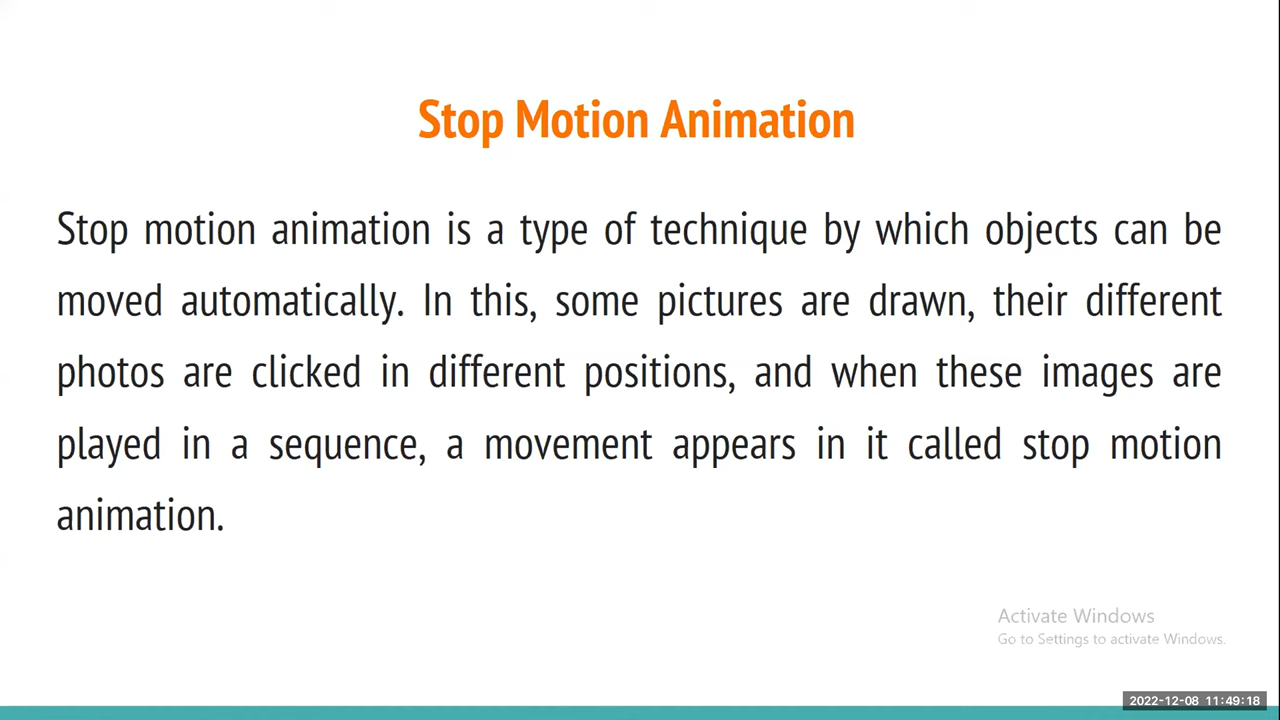 Stop Motion Animation
Stop motion animation is a type of technique by which objects can be
moved automatically. In this, some pictures are drawn, their different
photos are clicked in different positions, and when these images are
played in a sequence, a movement appears in it called stop motion
animation.
Activate Windows
Go to Settings to activate Windows.
2022-12-08 11:49:18